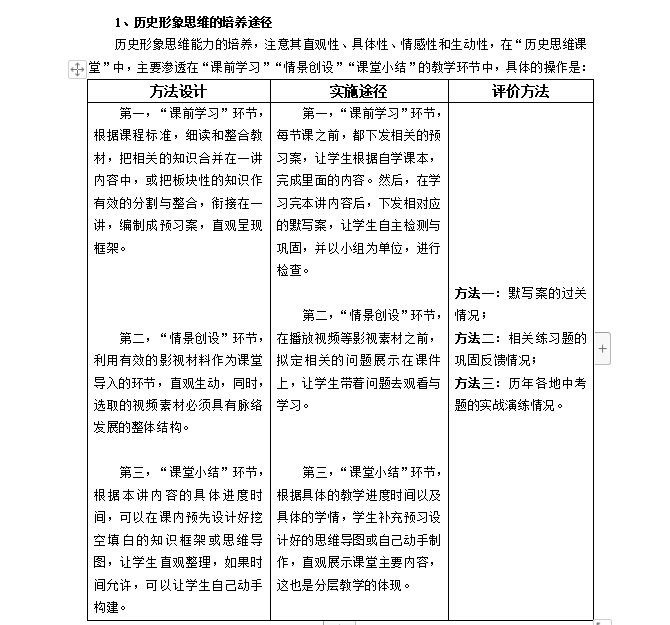 1、历史形象思维的培养途径
历史形象思维能力的培养，注意其直观性、具体性、情感性和生动性，在“历史思维课
堂”中，主要渗透在“课前学习”“情景创设”“课堂小结”的教学环节中，具体的操作是：
方法设计
实施途径
评价方法
第一，“课前学习”环节，
根据课程标准，细读和整合教
材，把相关的知识合并在一讲
内容中，或把板块性的知识作
有效的分割与整合，衔接在一
讲，编制成预习案，直观呈现
框架。
第二，“情景创设”环节，
利用有效的影视材料作为课堂
导入的环节，直观生动，同时，
选取的视频素材必须具有脉络
发展的整体结构。
第三，“课堂小结”环节，
根据本讲内容的具体进度时
间，可以在课内预先设计好挖
空填白的知识框架或思维导
图，让学生直观整理，如果时
间允许，可以让学生自己动手
构建。
第一，“课前学习”环节，
每节课之前，都下发相关的预
习案，让学生根据自学课本，
完成里面的内容。然后，在学
习完本讲内容后，下发相对应
的默写案，让学生自主检测与
巩固，并以小组为单位，进行
检查。
第二，“情景创设”环节，
在播放视频等影视素材之前，
拟定相关的问题展示在课件
上，让学生带着问题去观看与
学习。
第三，“课堂小结”环节，
根据具体的教学进度时间以及
具体的学情，学生补充预习设
计好的思维导图或自己动手制
作，直观展示课堂主要内容，
这也是分层教学的体现。
方法一：默写案的过关
情况；
方法二：相关练习题的
巩固反馈情况；
方法三：历年各地中考
题的实战演练情况。